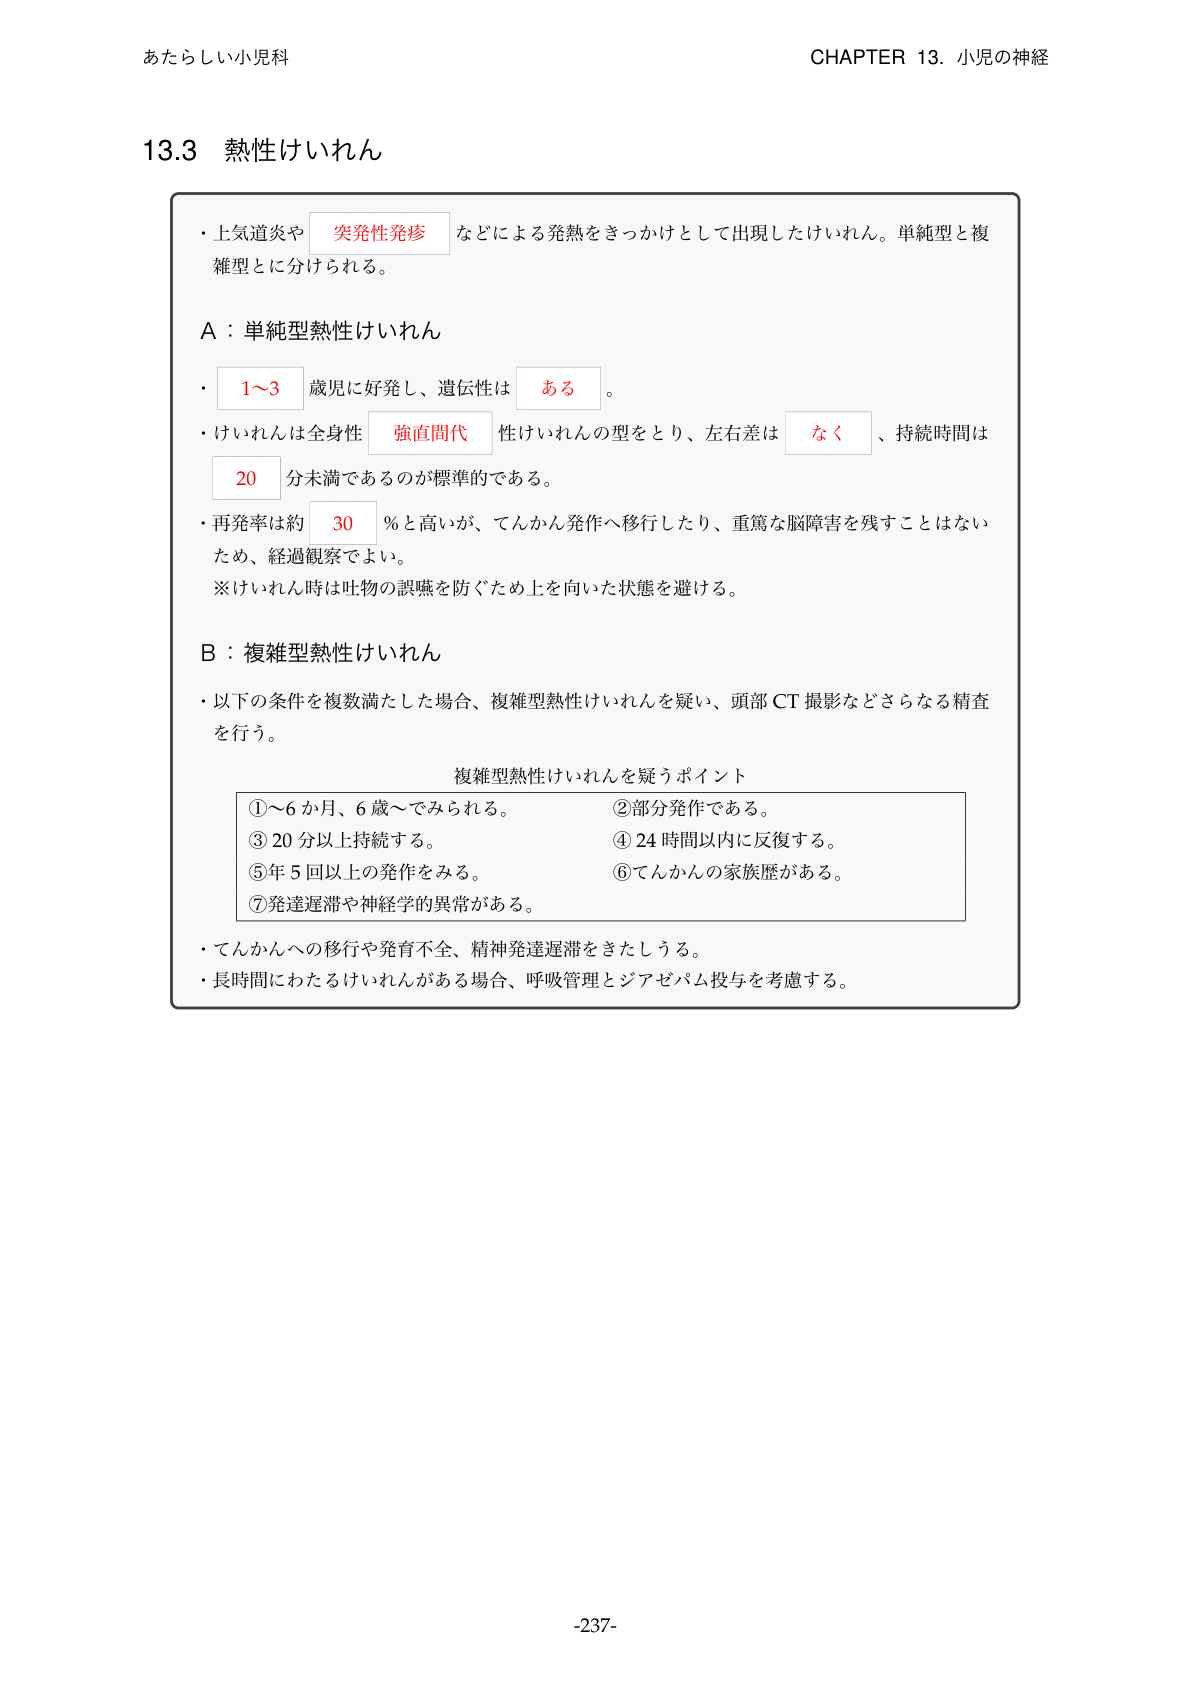 あたらしい小児科
CHAPTER 13. 小児の神経
13.3 熱性けいれん
・上気道炎や 突発性発疹 などによる発熱をきっかけとして出現したけいれん。単純型と複
雑型とに分けられる。
A：単純型熱性けいれん
・ 1〜3 歳児に好発し、遺伝性は ある 。
・けいれんは全身性 強直間代 性けいれんの型をとり、左右差は なく 、持続時間は
20 分未満であるのが標準的である。
・再発率は約 30 %と高いが、てんかん発作へ移行したり、重篤な脳障害を残すことはない
ため、経過観察でよい。
※けいれん時は吐物の誤嚥を防ぐため上を向いた状態を避ける。
B：複雑型熱性けいれん
・以下の条件を複数満たした場合、複雑型熱性けいれんを疑い、頭部 CT 撮影などさらなる精査
を行う。
複雑型熱性けいれんを疑うポイント
①〜6 か月、6 歳〜でみられる。 ②部分発作である。
③ 20 分以上持続する。 ④ 24 時間以内に反復する。
⑤年 5 回以上の発作をみる。 ⑥てんかんの家族歴がある。
⑦発達遅滞や神経学的異常がある。
・てんかんへの移行や発育不全、精神発達遅滞をきたしうる。
・長時間にわたるけいれんがある場合、呼吸管理とジアゼパム投与を考慮する。
-237-